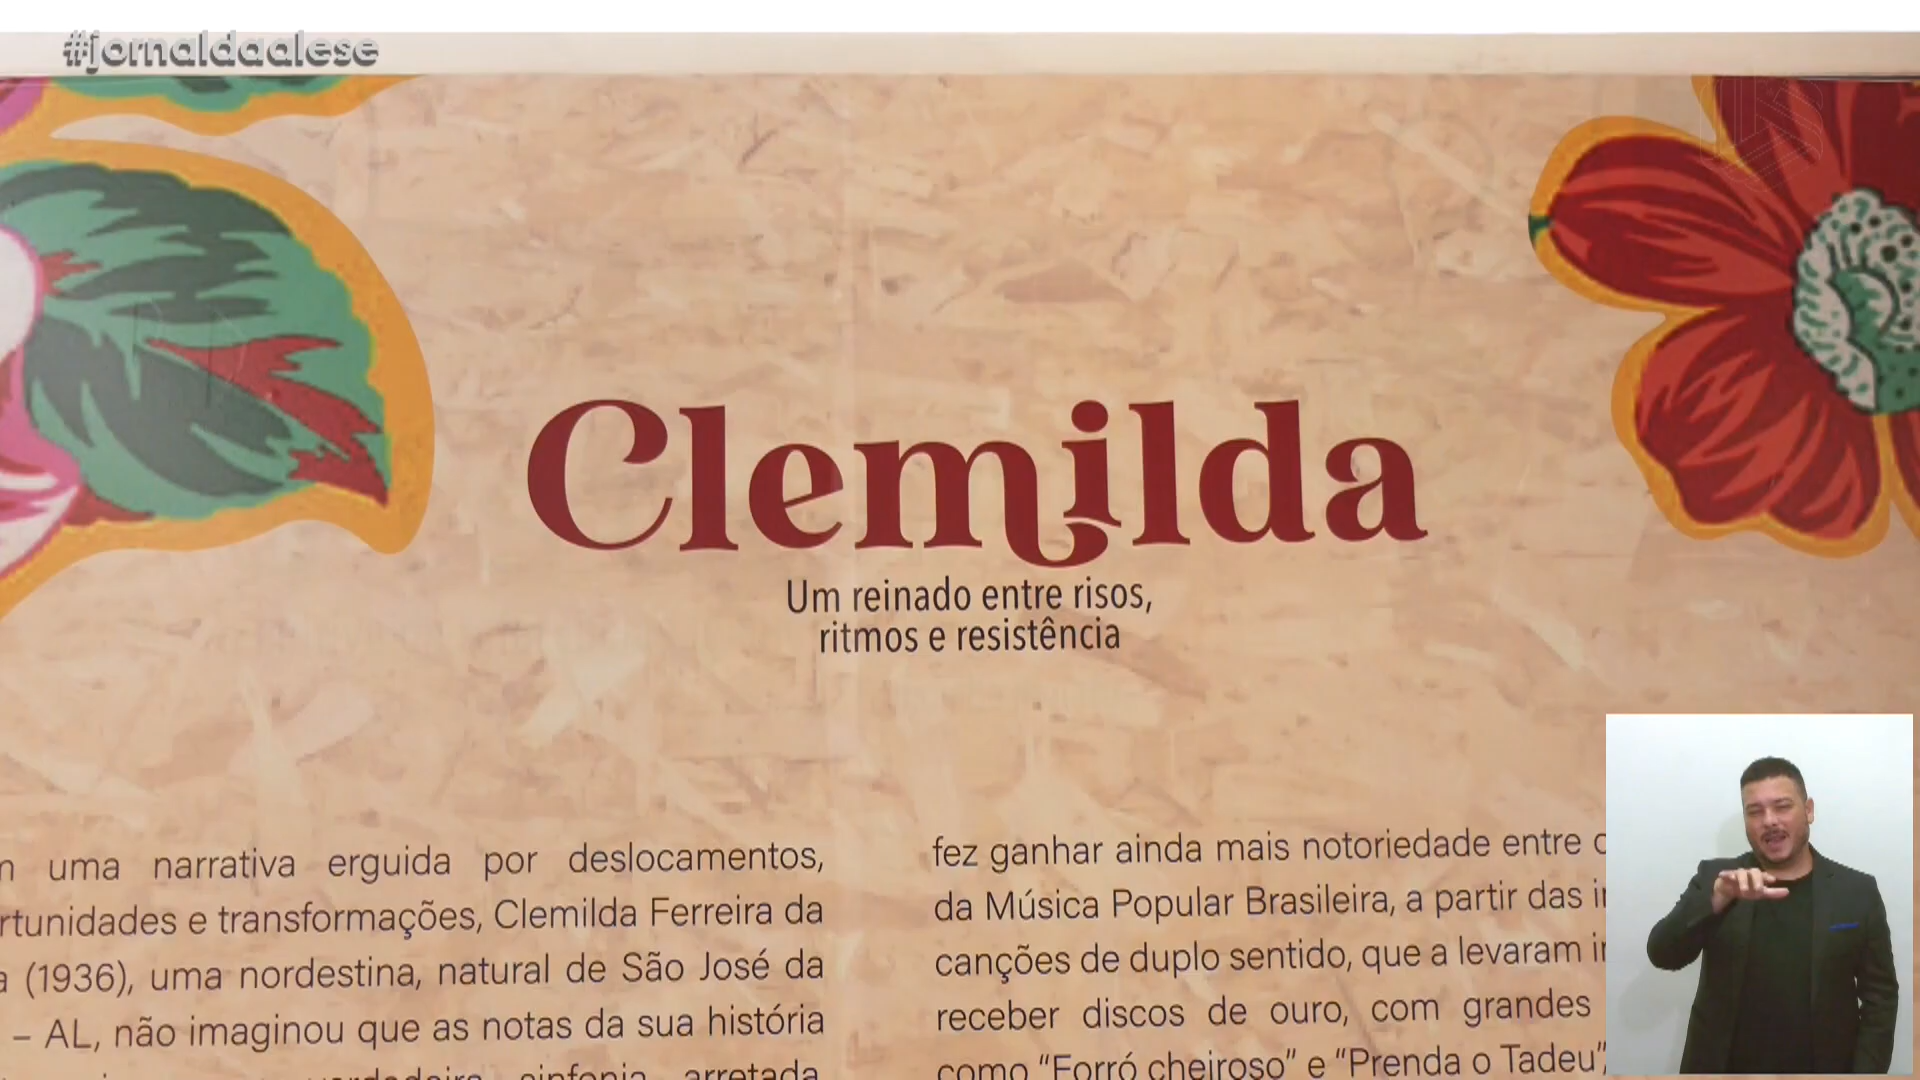 #jornaldaalese
Clemilda
Um reinado entre risos,
ritmos e resistência
uma narrativa erguida por deslocamentos,
e transformações, Clemilda Ferreira da
(1936), uma nordestina, natural de São José da
– AL, não imaginou que as notas da sua história
arretada,
fez ganhar ainda mais notoriedade entre
da Música Popular Brasileira, a partir das
canções de duplo sentido, que a levaram
receber discos de ouro, com grandes
como “Forró cheiroso” e “Prenda o Tadeu”,